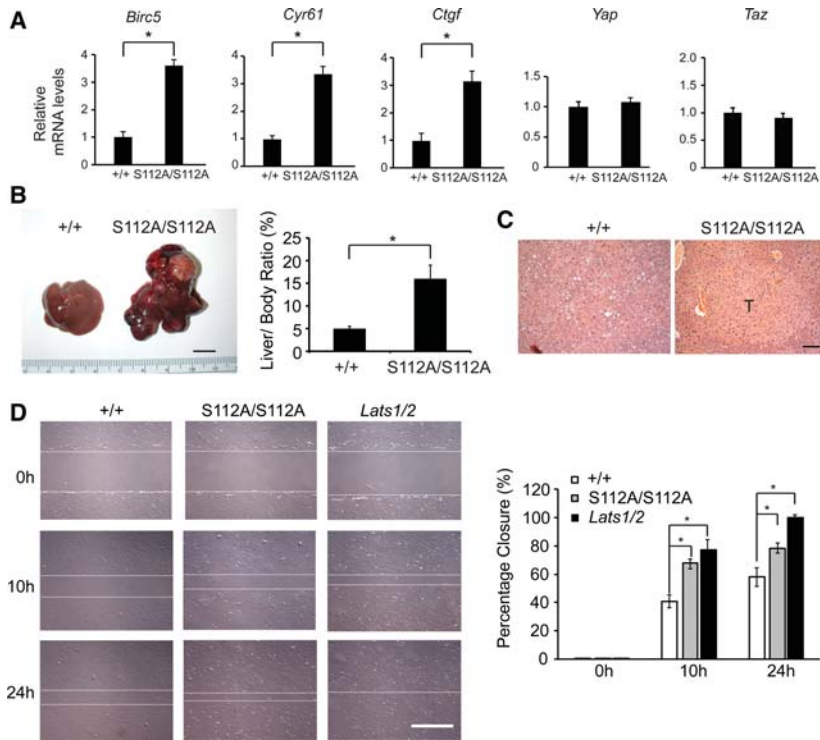 A
Birc5
Cyr61
Ctgf
Yap
Taz
Relative
mRNA levels
4
3
2
1
0
+/+ S112A/S112A
4
3
2
1
0
+/+ S112A/S112A
4
3
2
1
0
+/+ S112A/S112A
1.5
1.0
0.5
0
+/+ S112A/S112A
2.0
1.5
1.0
0.5
0
+/+ S112A/S112A
*
*
*
B
+/+
S112A/S112A
Liver/ Body Ratio (%)
25
20
15
10
5
0
*
+/+
S112A/S112A
C
+/+
S112A/S112A
T
D
+/+
S112A/S112A
Lats1/2
0h
10h
24h
Percentage Closure (%)
120
100
80
60
40
20
0
+/+
S112A/S112A
Lats1/2
*
*
*
*
0h
10h
24h